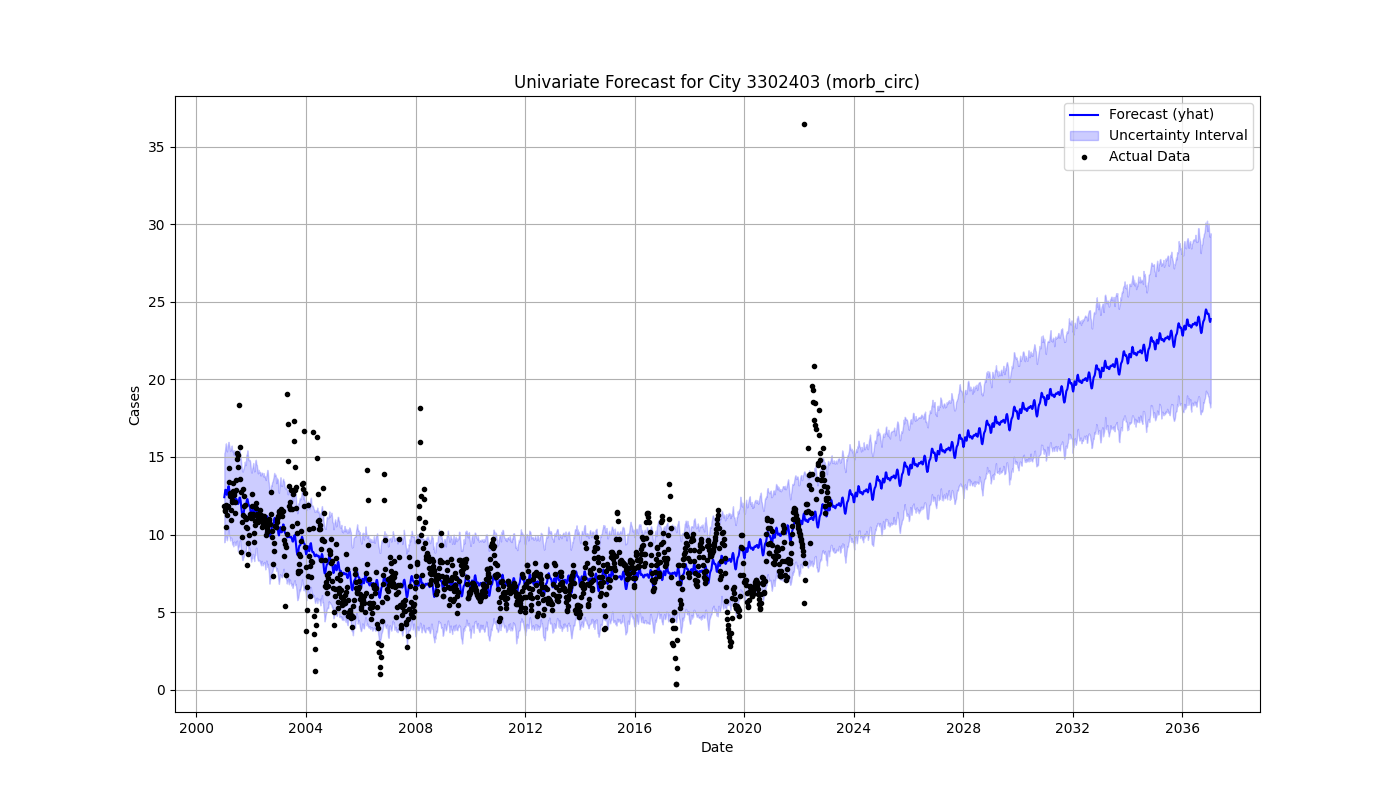 Univariate Forecast for City 3302403 (morb_circ)
Forecast (yhat)
Uncertainty Interval
Actual Data
Cases
35
30
25
20
15
10
5
0
2000 2004 2008 2012 2016 2020 2024 2028 2032 2036
Date